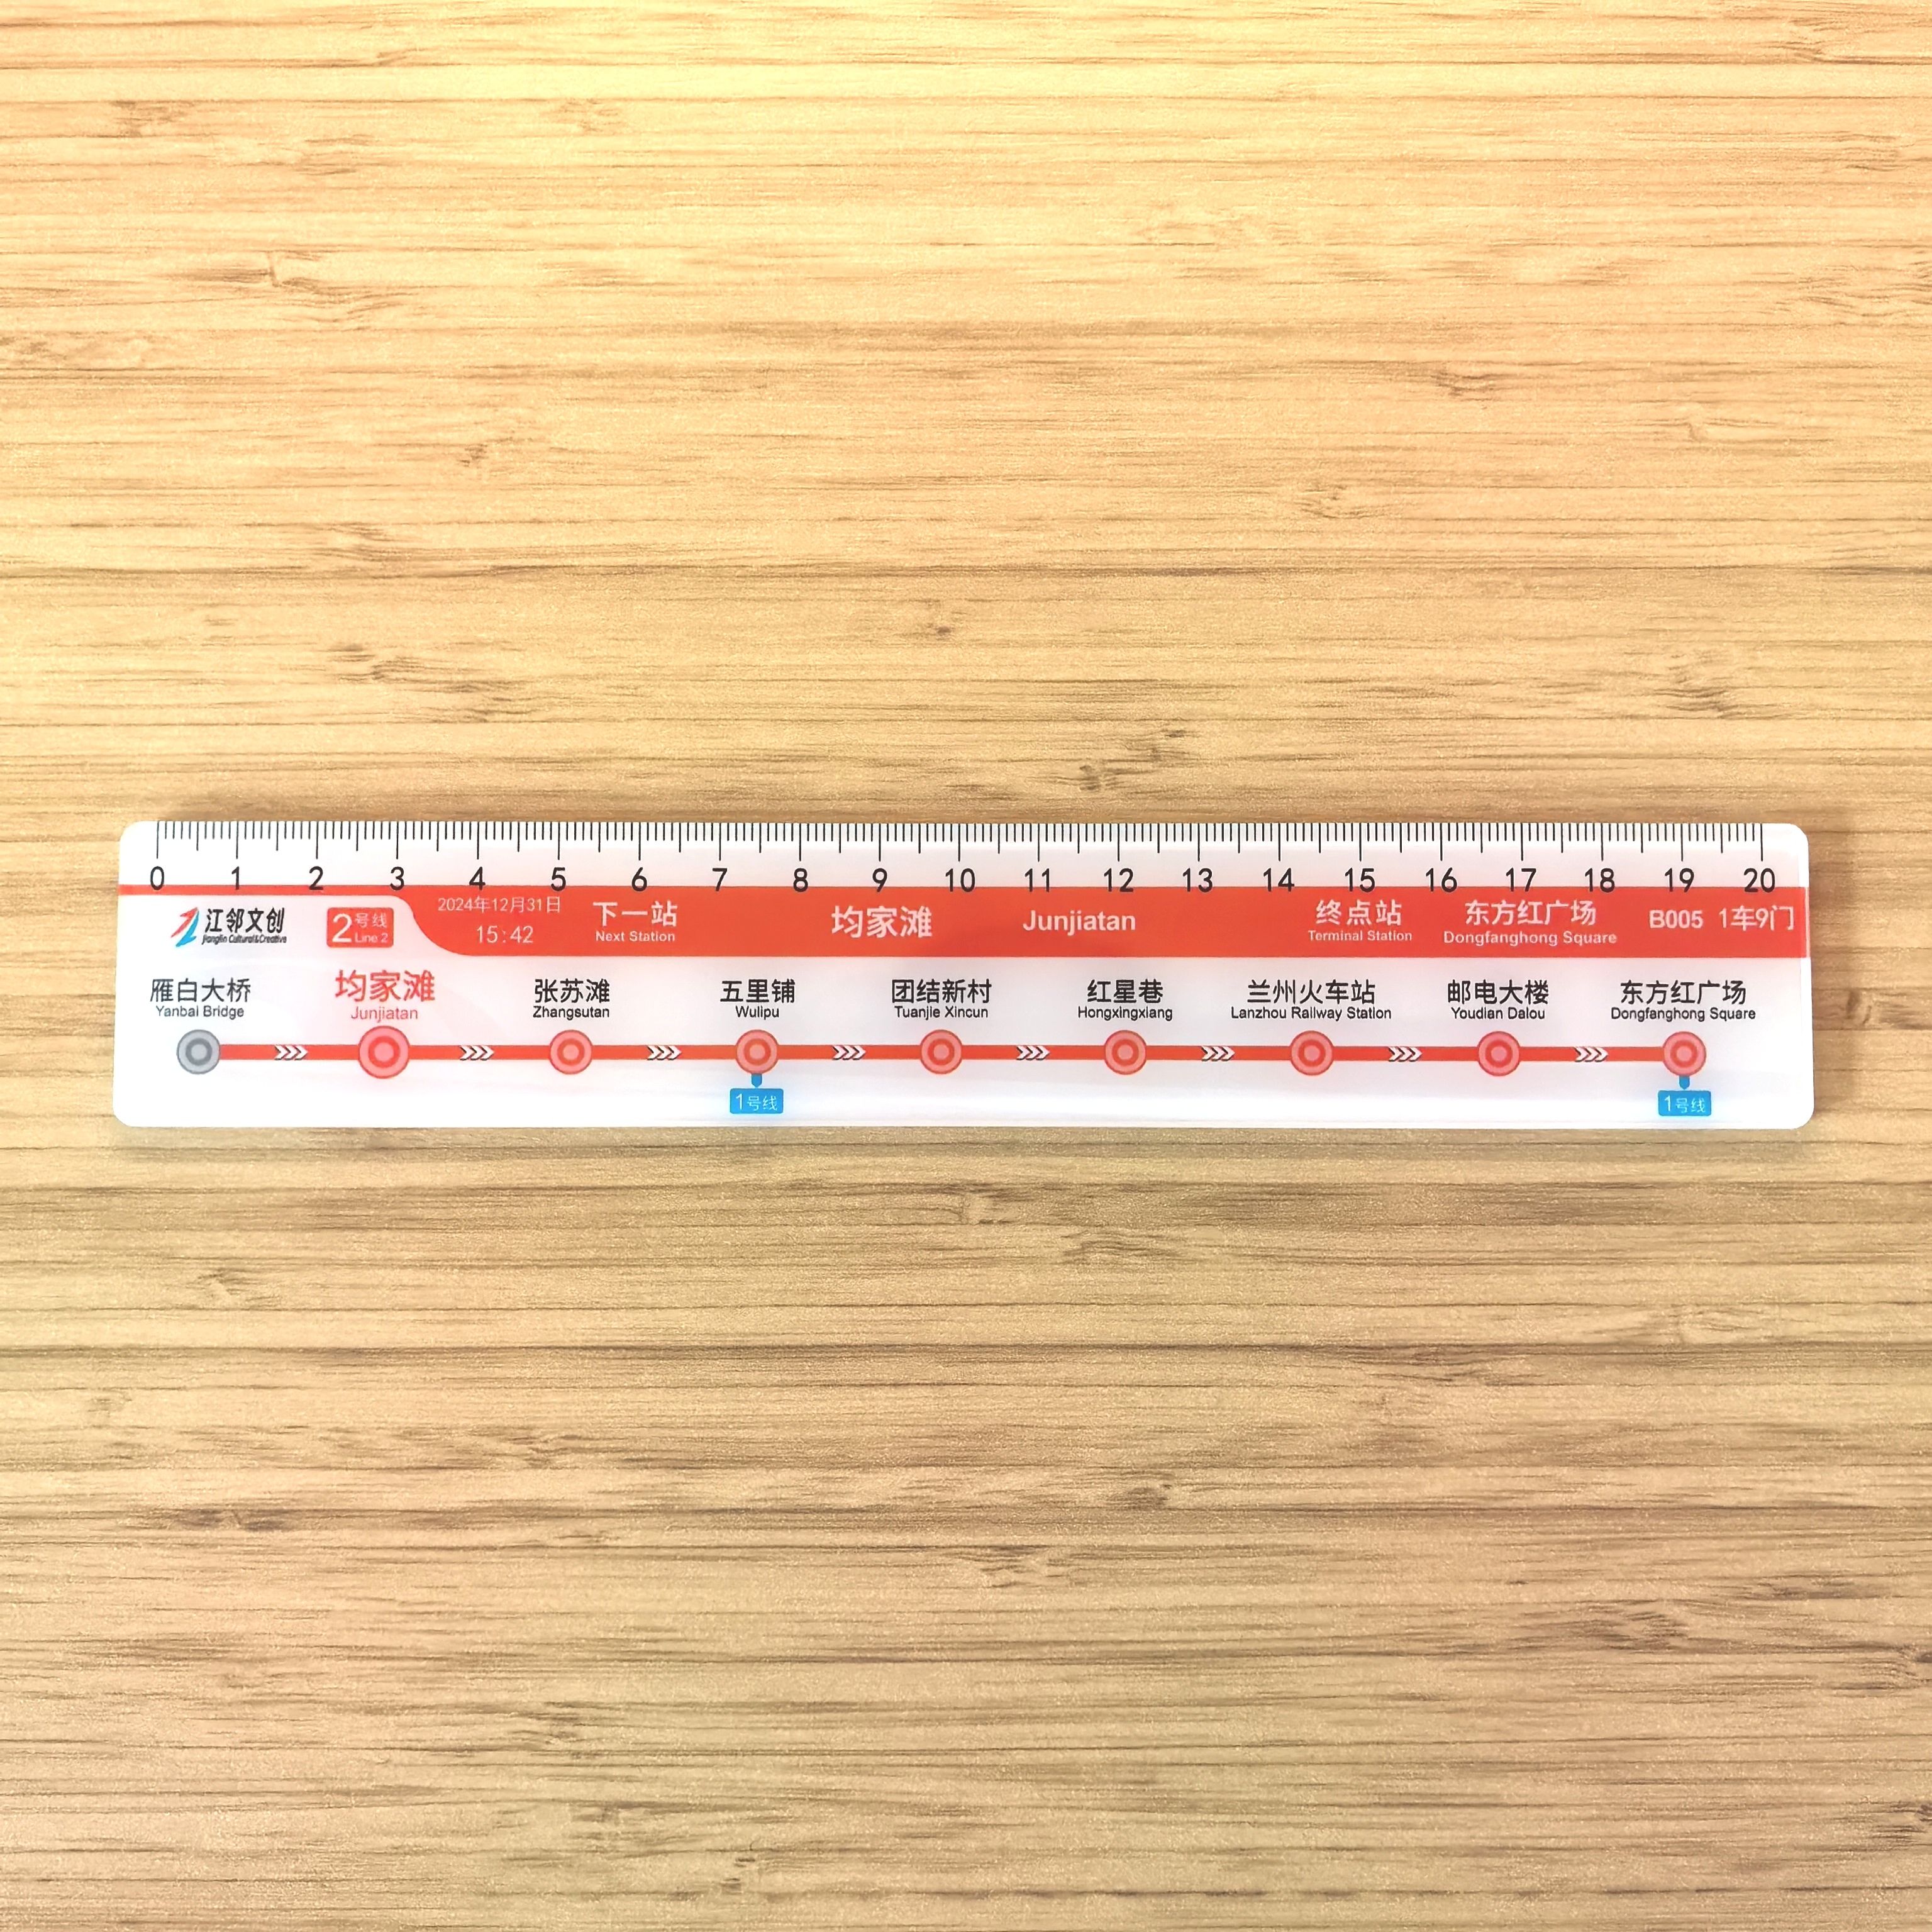 0 1 2 3 4 5 6 7 8 9 10 11 12 13 14 15 16 17 18 19 20
江邻文创
Jianglin Cultural&Creative
2号线
Line 2
2024年12月31日
15:42
下一站
Next Station
均家滩 Junjiatan
终点站
Terminal Station
东方红广场
Dongfanghong Square
B005 1车9门
雁白大桥
Yanbai Bridge
均家滩
Junjiatan
张苏滩
Zhangsutan
五里铺
Wulipu
团结新村
Tuanjie Xincun
红星巷
Hongxingxiang
兰州火车站
Lanzhou Railway Station
邮电大楼
Youdian Dalou
东方红广场
Dongfanghong Square
1号线
1号线